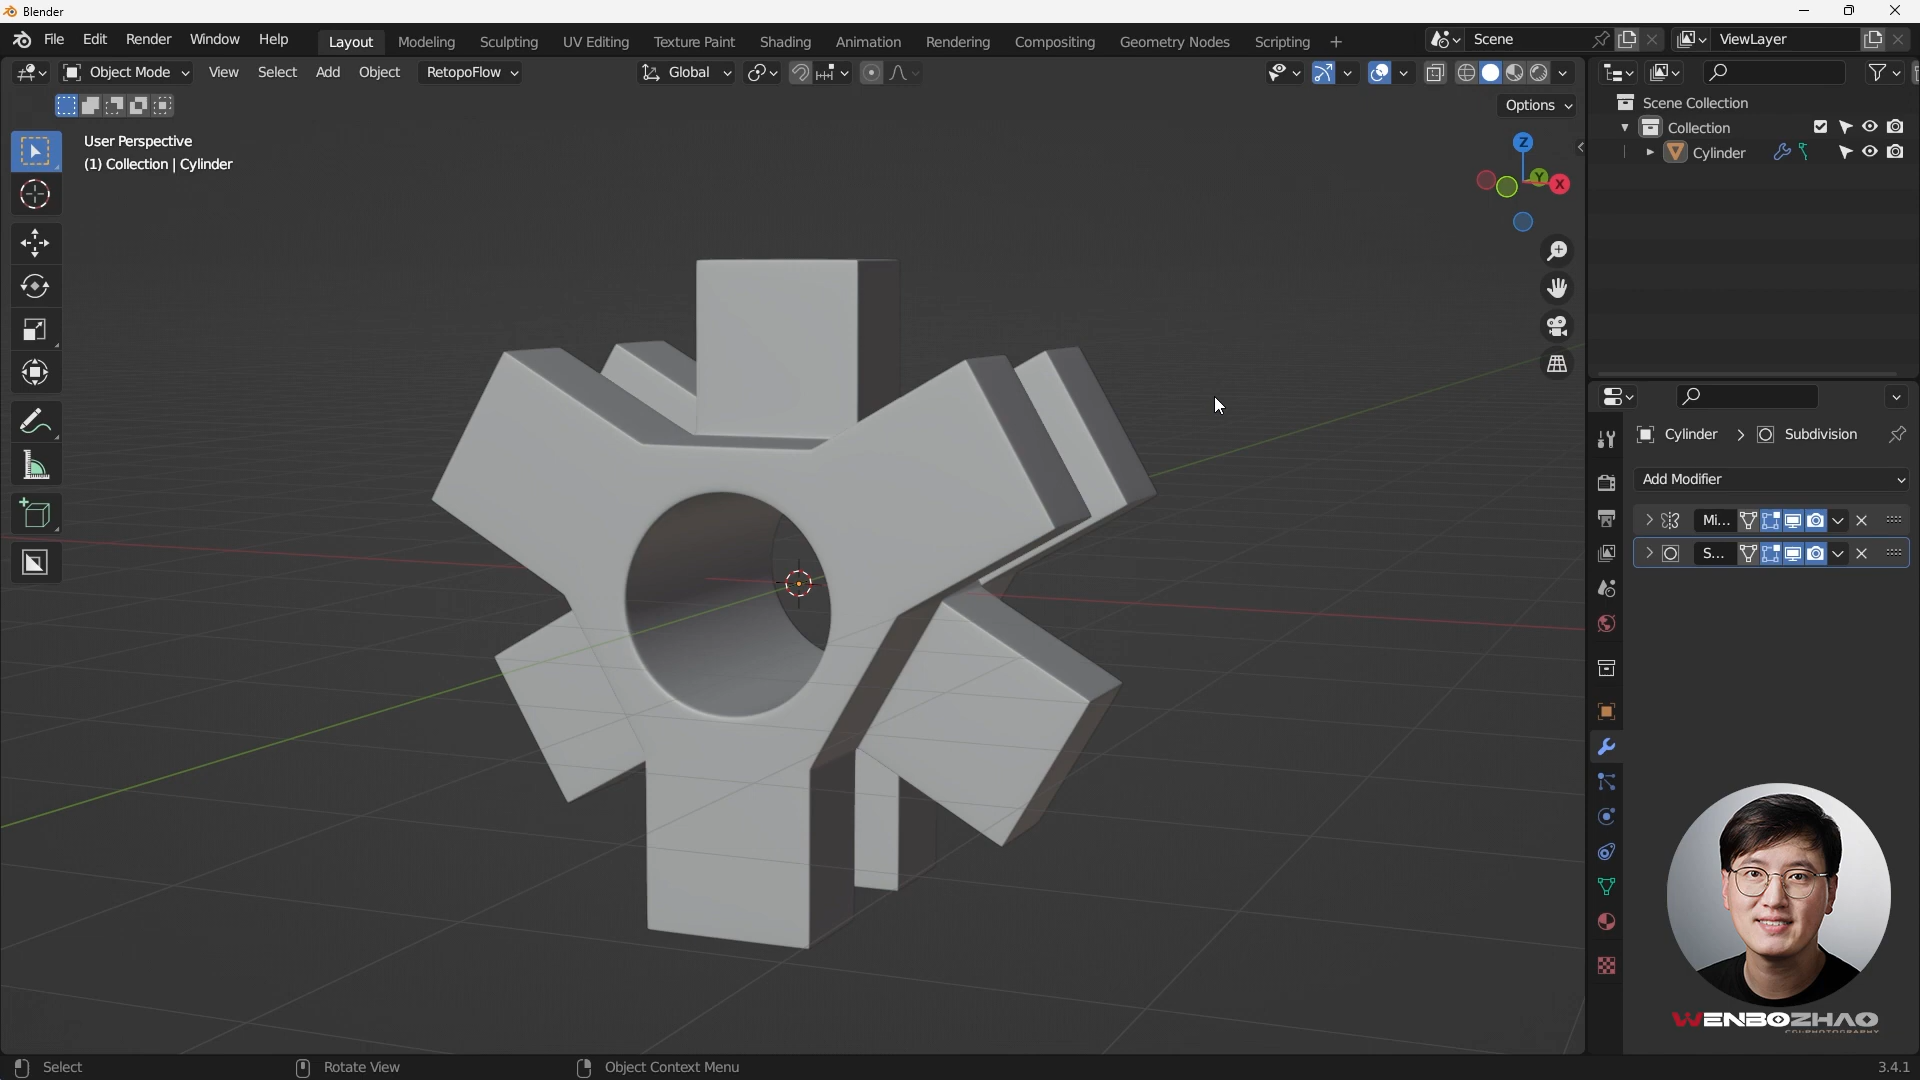 Blender
File Edit Render Window Help
Layout Modeling Sculpting UV Editing Texture Paint Shading Animation Rendering Compositing Geometry Nodes Scripting +
Scene
ViewLayer
Object Mode View Select Add Object RetopoFlow
Global
Options
User Perspective
(1) Collection | Cylinder
Z
Y
X
Scene Collection
Collection
Cylinder
Cylinder > Subdivision
Add Modifier
Mi...
S...
WENBOZHAO
Select
Rotate View
Object Context Menu
3.4.1